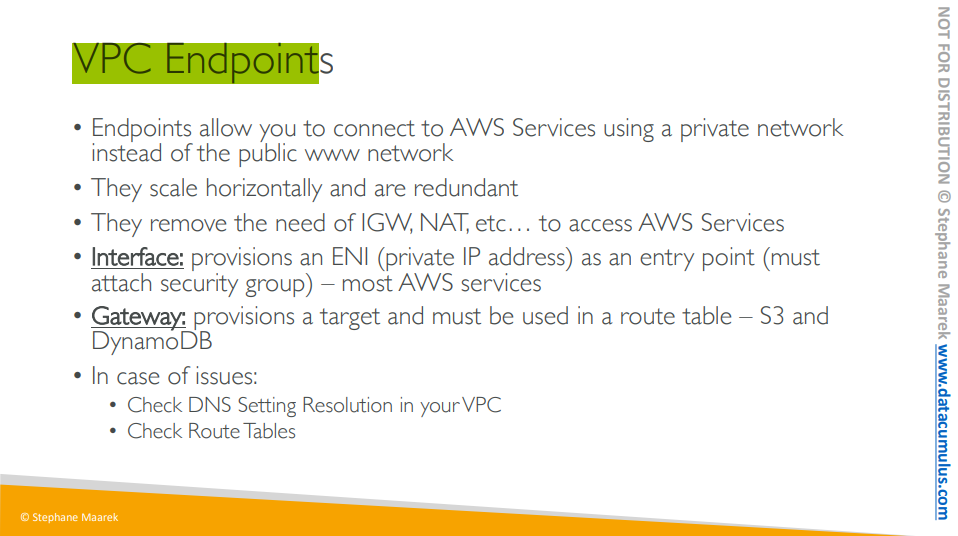 VPC Endpoints
• Endpoints allow you to connect to AWS Services using a private network
instead of the public www network
• They scale horizontally and are redundant
• They remove the need of IGW, NAT, etc… to access AWS Services
• Interface: provisions an ENI (private IP address) as an entry point (must
attach security group) – most AWS services
• Gateway: provisions a target and must be used in a route table – S3 and
DynamoDB
• In case of issues:
• Check DNS Setting Resolution in your VPC
• Check Route Tables
© Stephane Maarek
NOT FOR DISTRIBUTION © Stephane Maarek www.datacumulus.com